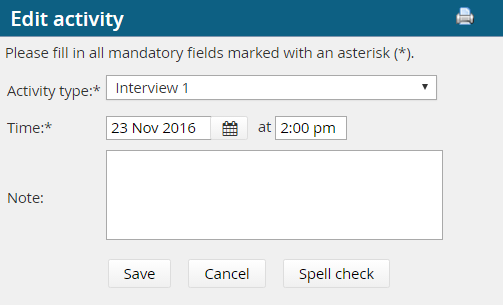 Edit activity
Please fill in all mandatory fields marked with an asterisk (*).
Activity type:* Interview 1
Time:* 23 Nov 2016 at 2:00 pm
Note:
Save Cancel Spell check